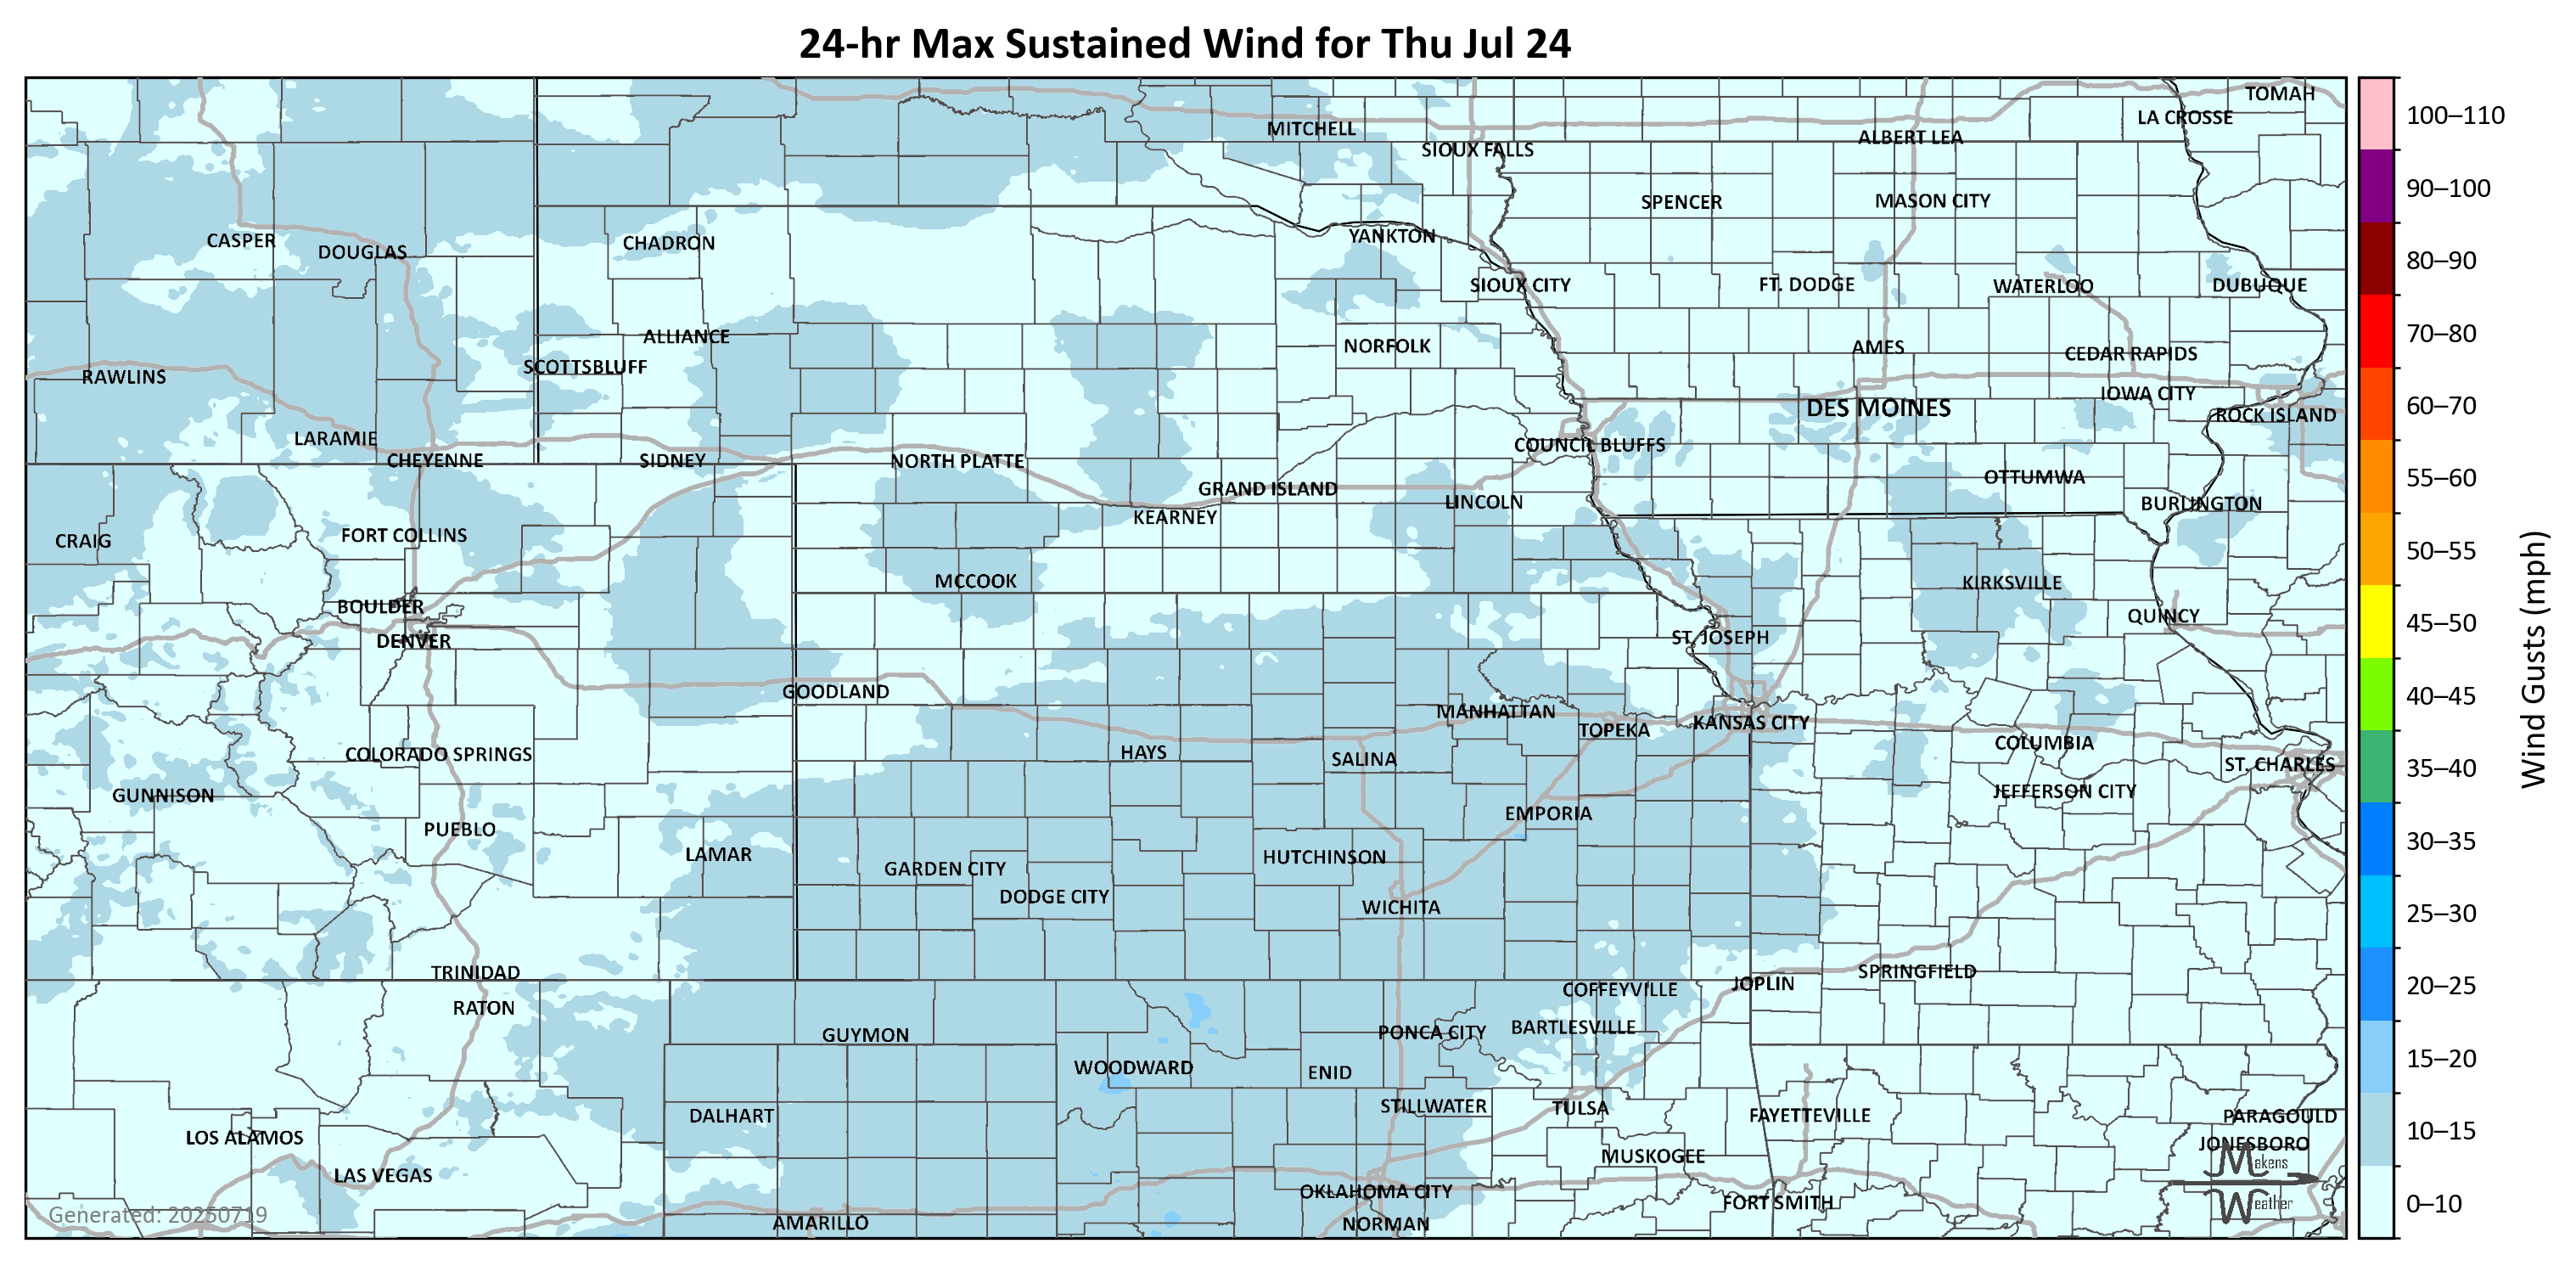 24-hr Max Sustained Wind for Thu Jul 24
TOMAH
LA CROSSE
MITCHELL
ALBERT LEA
SIOUX FALLS
SPENCER
MASON CITY
CASPER
DOUGLAS
CHADRON
YANKTON
SIOUX CITY
FT. DODGE
WATERLOO
DUBUQUE
ALLIANCE
NORFOLK
AMES
CEDAR RAPIDS
SCOTTSBLUFF
RAWLINS
IOWA CITY
DES MOINES
ROCK ISLAND
LARAMIE
COUNCIL BLUFFS
CHEYENNE
SIDNEY
NORTH PLATTE
OTTUMWA
GRAND ISLAND
LINCOLN
BURLINGTON
KEARNEY
FORT COLLINS
CRAIG
MCCOOK
KIRKSVILLE
BOULDER
QUINCY
DENVER
ST. JOSEPH
GOODLAND
MANHATTAN
KANSAS CITY
TOPEKA
COLUMBIA
COLORADO SPRINGS
HAYS
SALINA
ST. CHARLES
GUNNISON
JEFFERSON CITY
EMPORIA
PUEBLO
LAMAR
HUTCHINSON
GARDEN CITY
DODGE CITY
WICHITA
TRINIDAD
SPRINGFIELD
JOPLIN
COFFEYVILLE
RATON
BARTLESVILLE
GUYMON
PONCA CITY
WOODWARD
ENID
STILLWATER
TULSA
DALHART
FAYETTEVILLE
PARAGOULD
LOS ALAMOS
JONESBORO
MUSKOGEE
LAS VEGAS
OKLAHOMA CITY
FORT SMITH
AMARILLO
NORMAN
Generated: 20250719
Makens
Weather
100–110
90–100
80–90
70–80
60–70
55–60
50–55
45–50
40–45
35–40
30–35
25–30
20–25
15–20
10–15
0–10
Wind Gusts (mph)